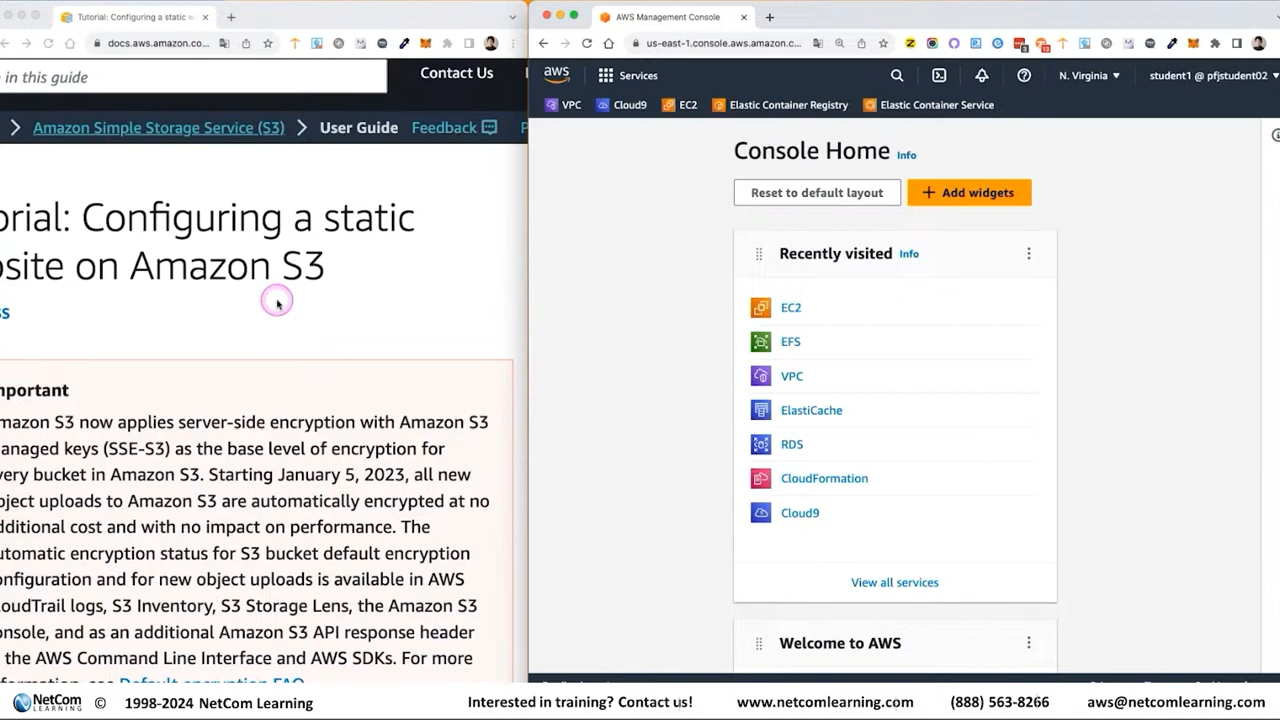 Tutorial: Configuring a static w
docs.aws.amazon.co...
in this guide
Contact Us
Amazon Simple Storage Service (S3)
User Guide
Feedback
orial: Configuring a static
osite on Amazon S3
ss
mportant
mazon S3 now applies server-side encryption with Amazon S3
anaged keys (SSE-S3) as the base level of encryption for
very bucket in Amazon S3. Starting January 5, 2023, all new
bject uploads to Amazon S3 are automatically encrypted at no
dditional cost and with no impact on performance. The
utomatic encryption status for S3 bucket default encryption
onfiguration and for new object uploads is available in AWS
loudTrail logs, S3 Inventory, S3 Storage Lens, the Amazon S3
onsole, and as an additional Amazon S3 API response header
the AWS Command Line Interface and AWS SDKs. For more
Default encryption FAQ
AWS Management Console
us-east-1.console.aws.amazon.c...
aws
Services
N. Virginia
student1 @ pfjstudent02
VPC
Cloud9
EC2
Elastic Container Registry
Elastic Container Service
Console Home Info
Reset to default layout
+ Add widgets
Recently visited Info
EC2
EFS
VPC
ElastiCache
RDS
CloudFormation
Cloud9
View all services
Welcome to AWS
NetCom
LEARNING
© 1998-2024 NetCom Learning
Interested in training? Contact us!
www.netcomlearning.com
(888) 563-8266
aws@netcomlearning.com